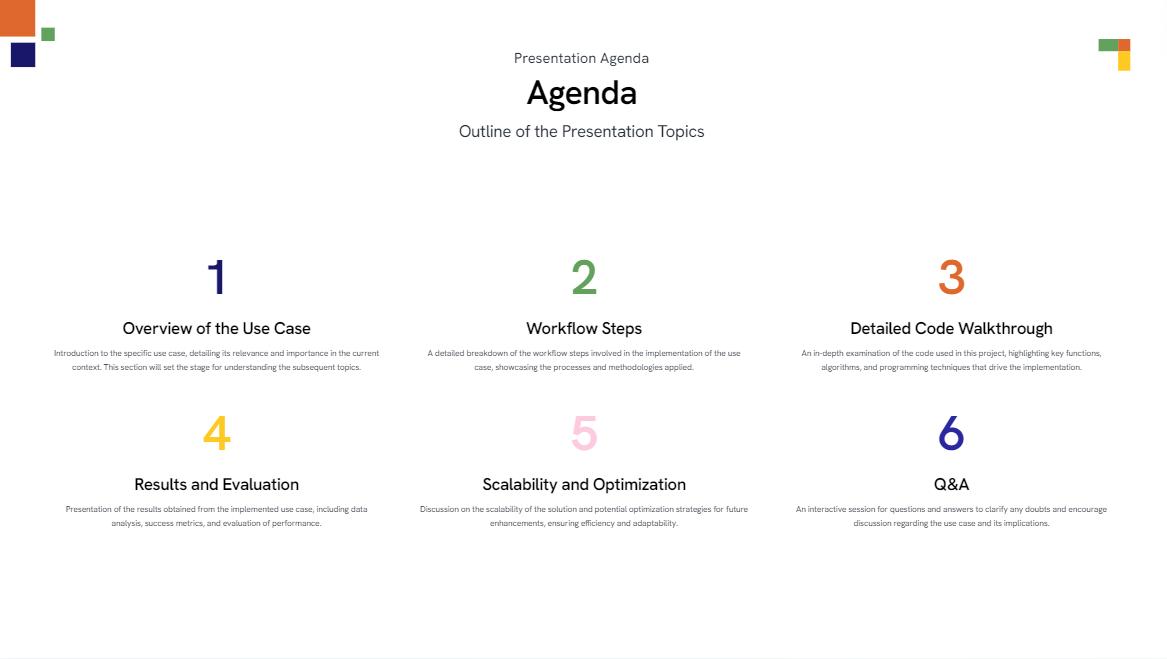 Presentation Agenda
Agenda
Outline of the Presentation Topics
1
Overview of the Use Case
Introduction to the specific use case, detailing its relevance and importance in the current
context. This section will set the stage for understanding the subsequent topics.
2
Workflow Steps
A detailed breakdown of the workflow steps involved in the implementation of the use
case, showcasing the processes and methodologies applied.
3
Detailed Code Walkthrough
An in-depth examination of the code used in this project, highlighting key functions,
algorithms, and programming techniques that drive the implementation.
4
Results and Evaluation
Presentation of the results obtained from the implemented use case, including data
analysis, success metrics, and evaluation of performance.
5
Scalability and Optimization
Discussion on the scalability of the solution and potential optimization strategies for future
enhancements, ensuring efficiency and adaptability.
6
Q&A
An interactive session for questions and answers to clarify any doubts and encourage
discussion regarding the use case and its implications.